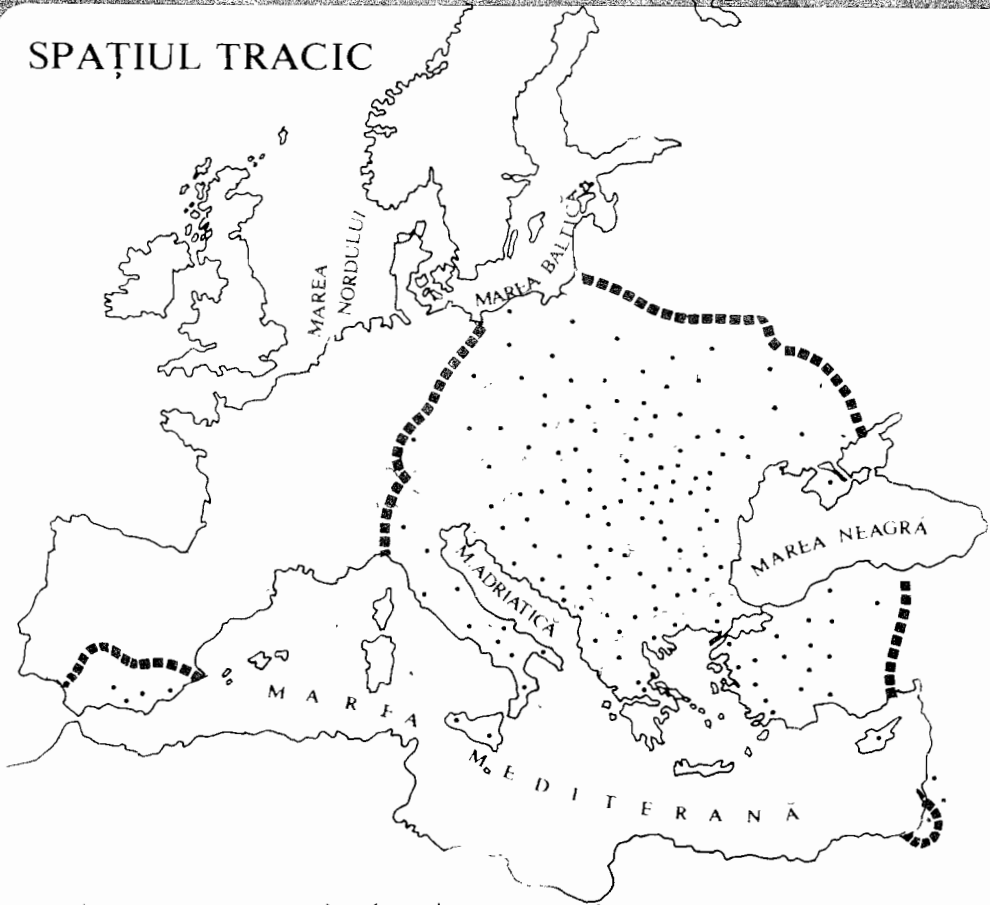 SPAȚIUL TRACIC
MAREA
NORDULUI
MAREA BALTICĂ
MAREA NEAGRĂ
M. ADRIATICĂ
MAREA
MEDITERANĂ